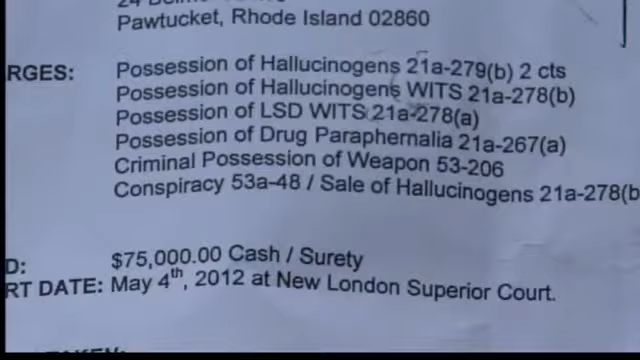 24
Pawtucket, Rhode Island 02860
RGES: Possession of Hallucinogens 21a-279(b) 2 cts
Possession of Hallucinogens WITS 21a-278(b)
Possession of LSD WITS 21a-278(a)
Possession of Drug Paraphernalia 21a-267(a)
Criminal Possession of Weapon 53-206
Conspiracy 53a-48 / Sale of Hallucinogens 21a-278(b
D: $75,000.00 Cash / Surety
RT DATE: May 4th, 2012 at New London Superior Court.